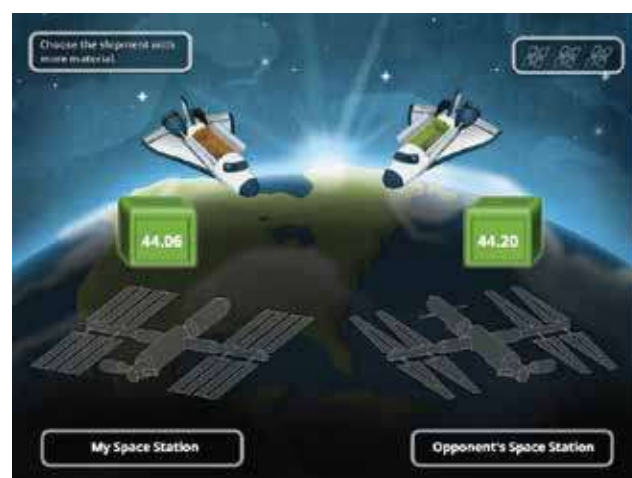 Choose the shipment with
more material.
44.06
44.20
My Space Station
Opponent's Space Station